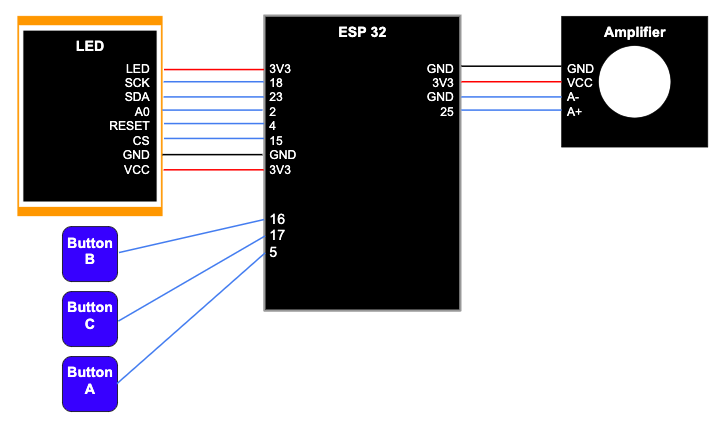 LED
LED
SCK
SDA
A0
RESET
CS
GND
VCC
ESP 32
3V3
18
23
2
4
15
GND
3V3
16
17
5
GND
3V3
GND
25
Amplifier
GND
VCC
A-
A+
Button
B
Button
C
Button
A